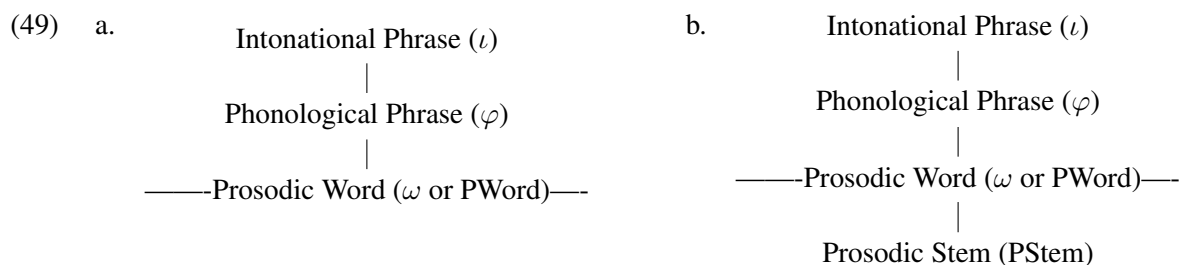 (49) a. b.
Intonational Phrase (ι)
Phonological Phrase (φ)
——-Prosodic Word (ω or PWord)—-
Intonational Phrase (ι)
Phonological Phrase (φ)
——-Prosodic Word (ω or PWord)—-
Prosodic Stem (PStem)